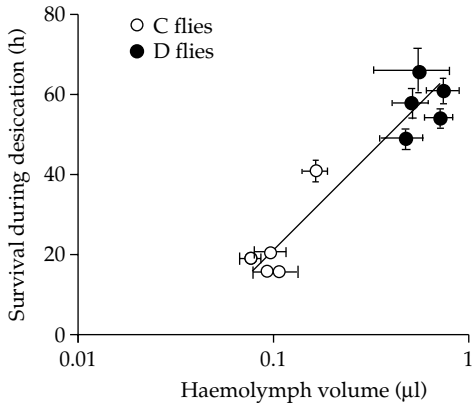 80
60
40
20
0
Survival during desiccation (h)
C flies
D flies
0.01
0.1
1
Haemolymph volume (µl)